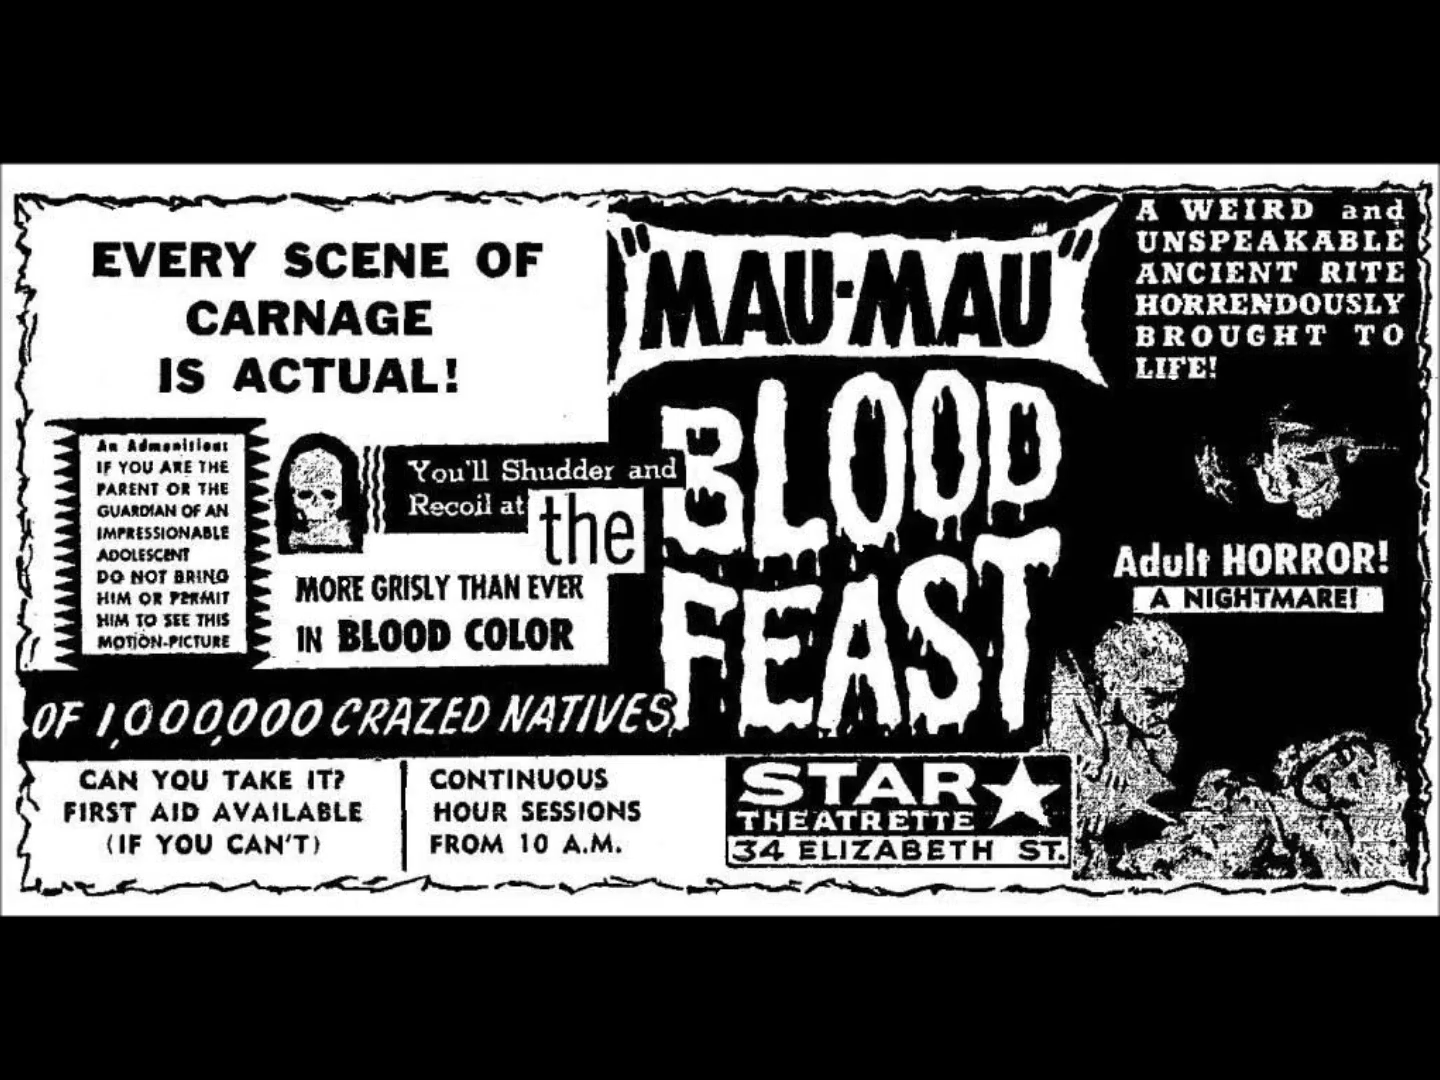 EVERY SCENE OF
CARNAGE
IS ACTUAL!
An Admonition!
IF YOU ARE THE
PARENT OR THE
GUARDIAN OF AN
IMPRESSIONABLE
ADOLESCENT
DO NOT BRING
HIM OR PERMIT
HIM TO SEE THIS
MOTION-PICTURE
You'll Shudder and
Recoil at
the
MORE GRISLY THAN EVER
IN BLOOD COLOR
"MAU-MAU"
BLOOD
FEAST
OF 1,000,000 CRAZED NATIVES
A WEIRD and
UNSPEAKABLE
ANCIENT RITE
HORRENDOUSLY
BROUGHT TO
LIFE!
Adult HORROR!
A NIGHTMARE!
CAN YOU TAKE IT?
FIRST AID AVAILABLE
(IF YOU CAN'T)
CONTINUOUS
HOUR SESSIONS
FROM 10 A.M.
STAR
THEATRETTE
34 ELIZABETH ST.